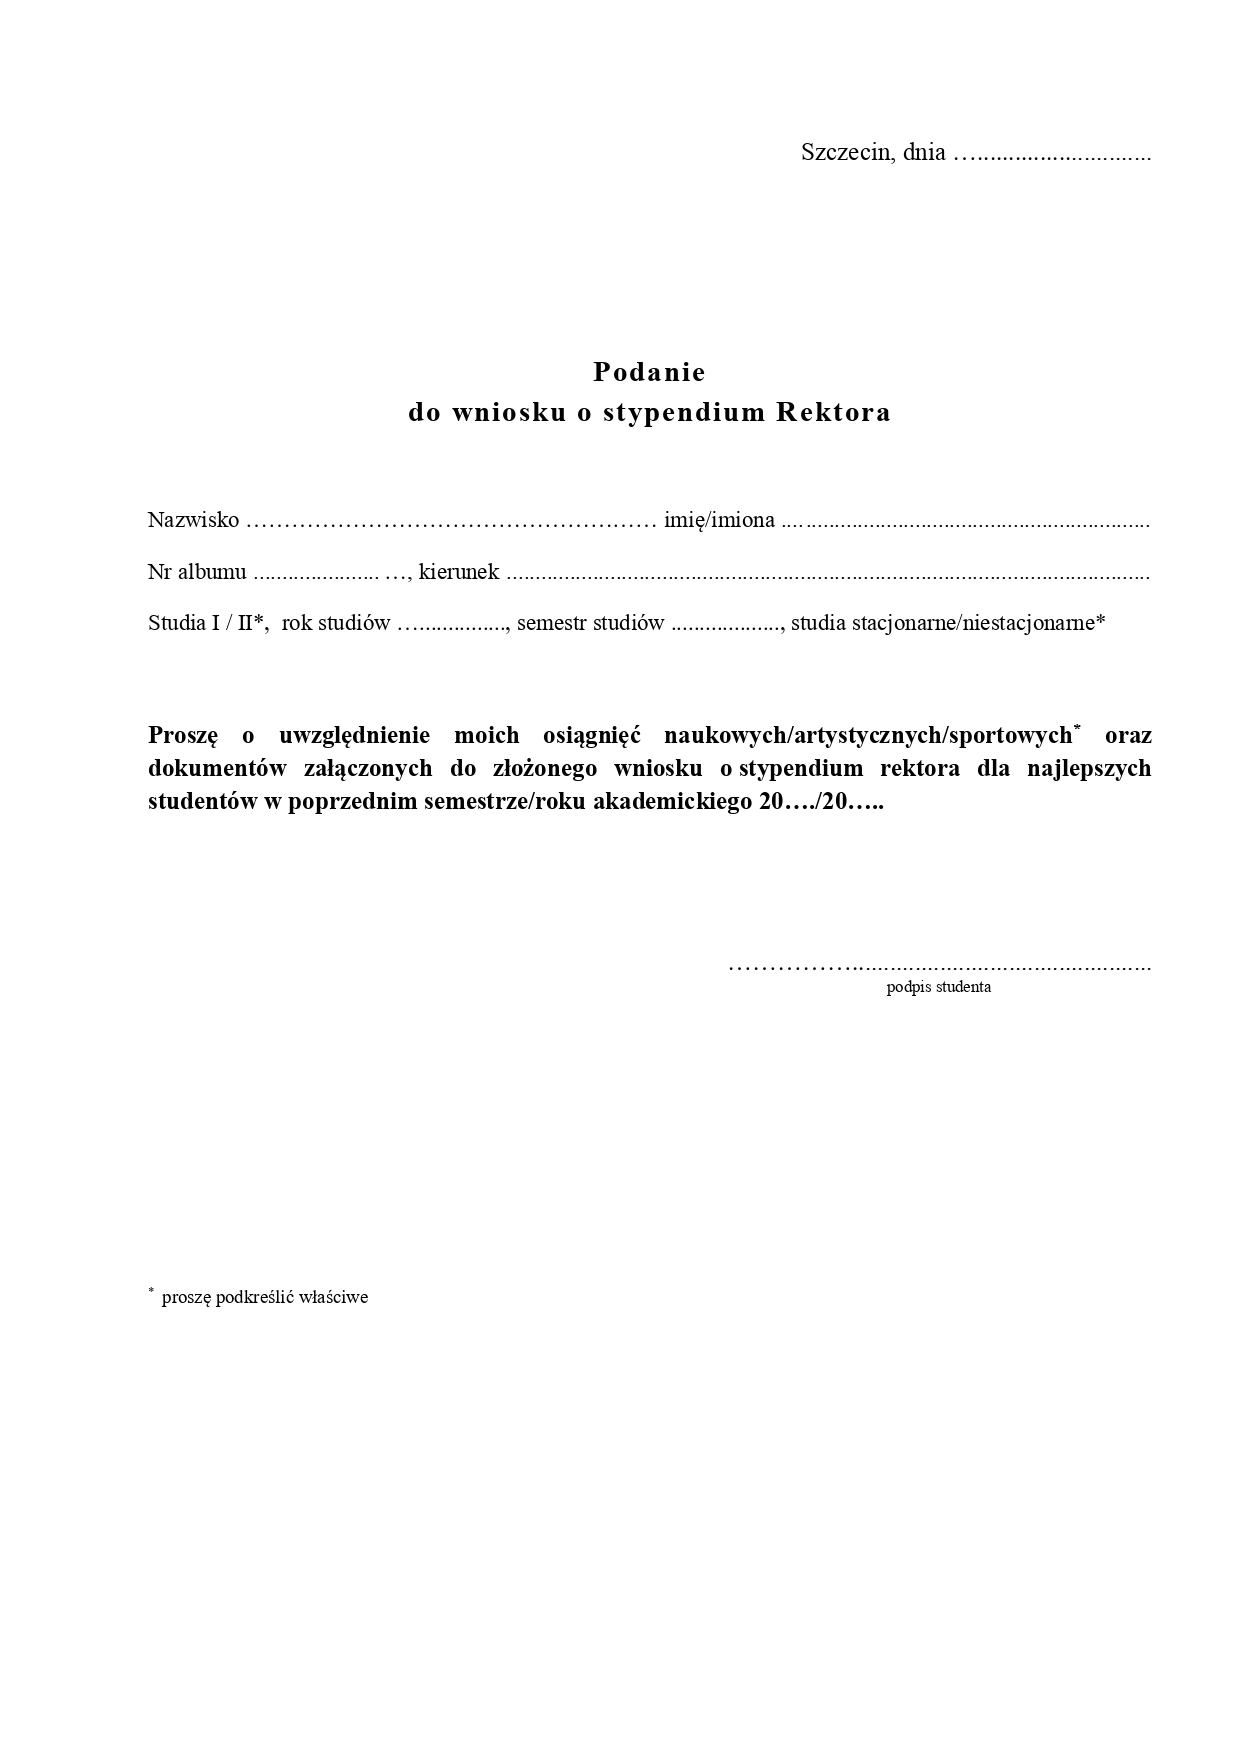 Szczecin, dnia …............................
Podanie
do wniosku o stypendium Rektora
Nazwisko ……………………………………………… imię/imiona ................................................................
Nr albumu ...................... …, kierunek ................................................................................................................
Studia I / II*, rok studiów …..............., semestr studiów ..................., studia stacjonarne/niestacjonarne*
Proszę o uwzględnienie moich osiągnięć naukowych/artystycznych/sportowych* oraz
dokumentów załączonych do złożonego wniosku o stypendium rektora dla najlepszych
studentów w poprzednim semestrze/roku akademickiego 20…./20…..
……………..............................................
podpis studenta
* proszę podkreślić właściwe